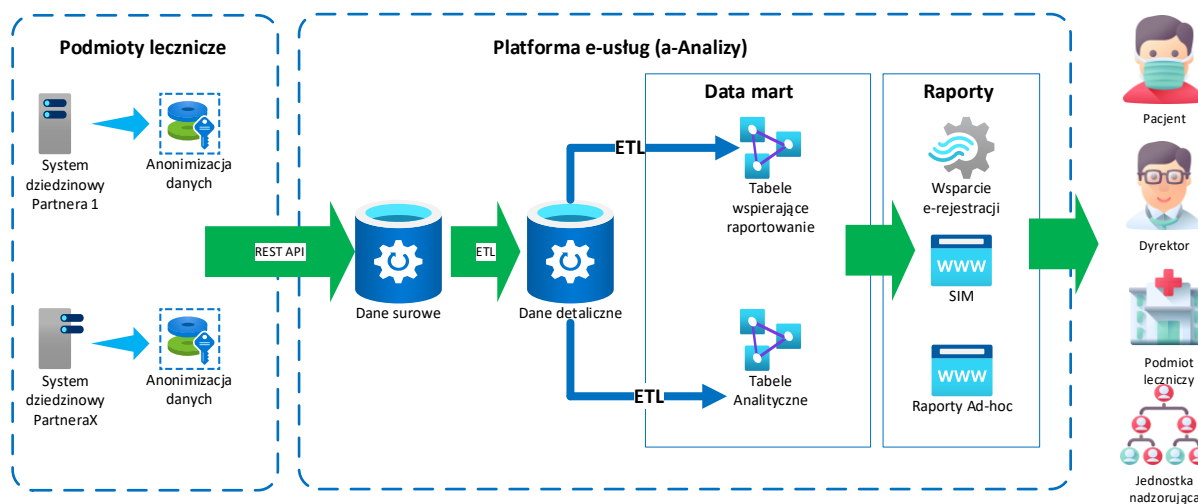 Podmioty lecznicze
System
dziedzinowy
Partnera 1
Anonimizacja
danych
System
dziedzinowy
PartneraX
Anonimizacja
danych
REST API
Platforma e-usług (a-Analizy)
Dane surowe
ETL
Dane detaliczne
ETL
ETL
Data mart
Tabele
wspierające
raportowanie
Tabele
Analityczne
Raporty
Wsparcie
e-rejestracji
WWW
SIM
WWW
Raporty Ad-hoc
Pacjent
Dyrektor
Podmiot
leczniczy
Jednostka
nadzorująca